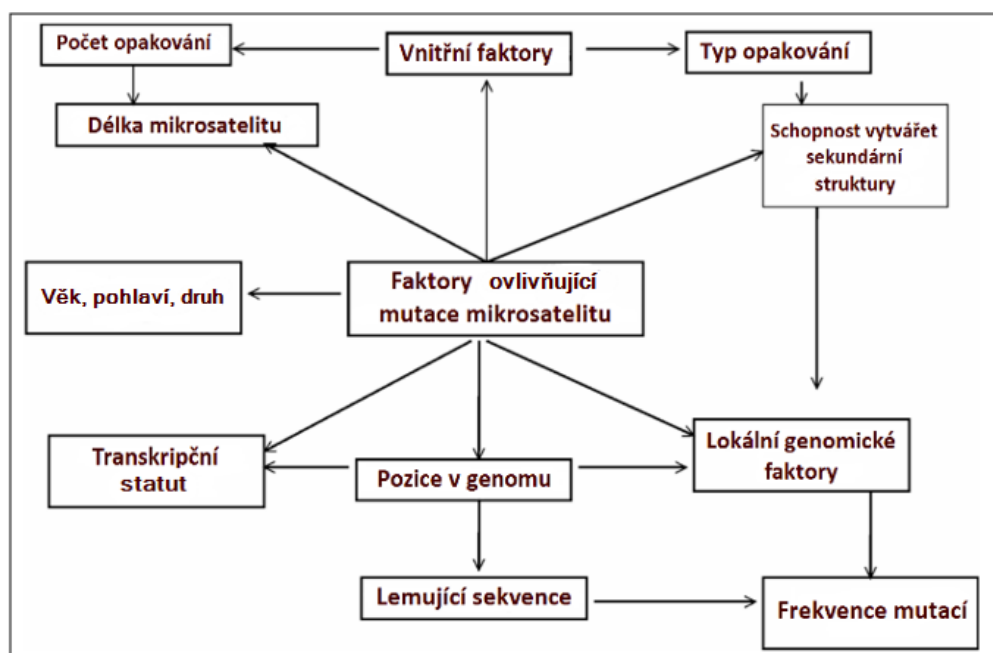 Počet opakování
Vnitřní faktory
Typ opakování
Délka mikrosatelitu
Schopnost vytvářet
sekundární
struktury
Faktory ovlivňující
mutace mikrosatelitu
Věk, pohlaví, druh
Transkripční
statut
Pozice v genomu
Lokální genomické
faktory
Lemující sekvence
Frekvence mutací